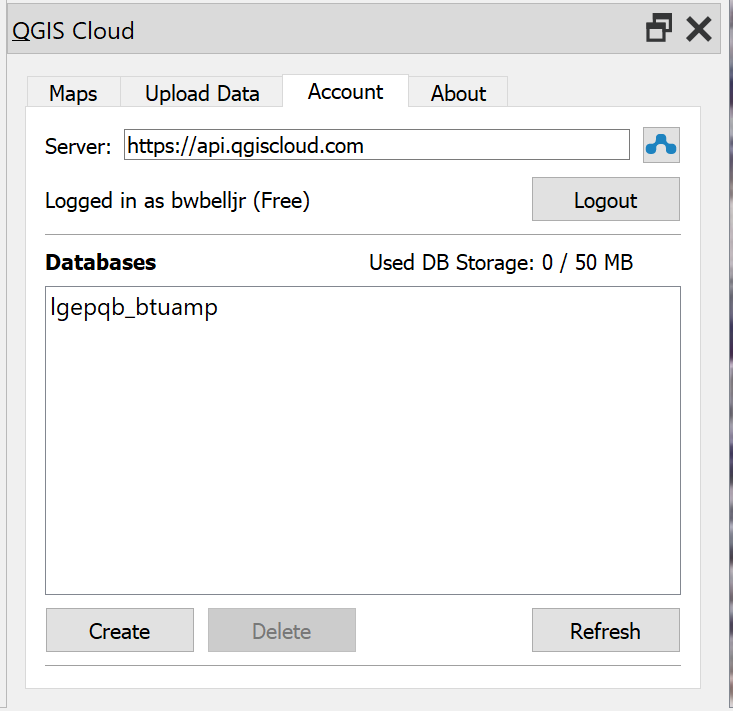 QGIS Cloud
Maps Upload Data Account About
Server: https://api.qgiscloud.com
Logged in as bwbelljr (Free) Logout
Databases Used DB Storage: 0 / 50 MB
lgepqb_btuamp
Create Delete Refresh